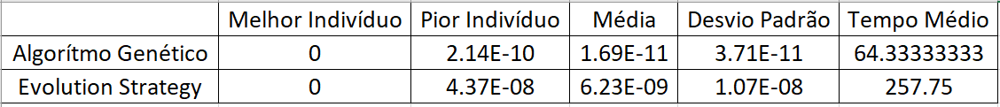 Melhor Indivíduo Pior Indivíduo Média Desvio Padrão Tempo Médio
Algorítmo Genético 0 2.14E-10 1.69E-11 3.71E-11 64.33333333
Evolution Strategy 0 4.37E-08 6.23E-09 1.07E-08 257.75